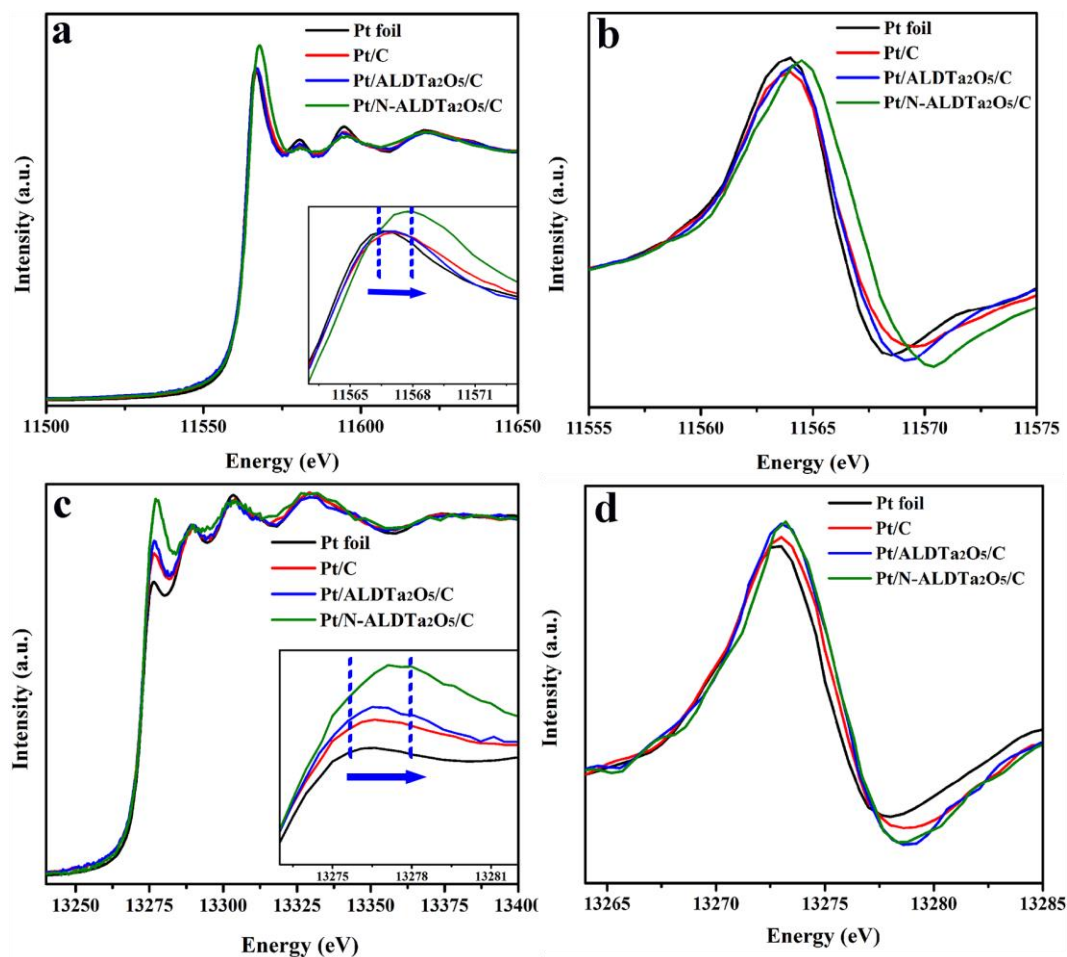 a
Pt foil
Pt/C
Pt/ALDTa₂O₅/C
Pt/N-ALDTa₂O₅/C
Intensity (a.u.)
11565 11568 11571
11500 11550 11600 11650
Energy (eV)
b
Pt foil
Pt/C
Pt/ALDTa₂O₅/C
Pt/N-ALDTa₂O₅/C
Intensity (a.u.)
11555 11560 11565 11570 11575
Energy (eV)
c
Pt foil
Pt/C
Pt/ALDTa₂O₅/C
Pt/N-ALDTa₂O₅/C
Intensity (a.u.)
13275 13278 13281
13250 13275 13300 13325 13350 13375 13400
Energy (eV)
d
Pt foil
Pt/C
Pt/ALDTa₂O₅/C
Pt/N-ALDTa₂O₅/C
Intensity (a.u.)
13265 13270 13275 13280 13285
Energy (eV)